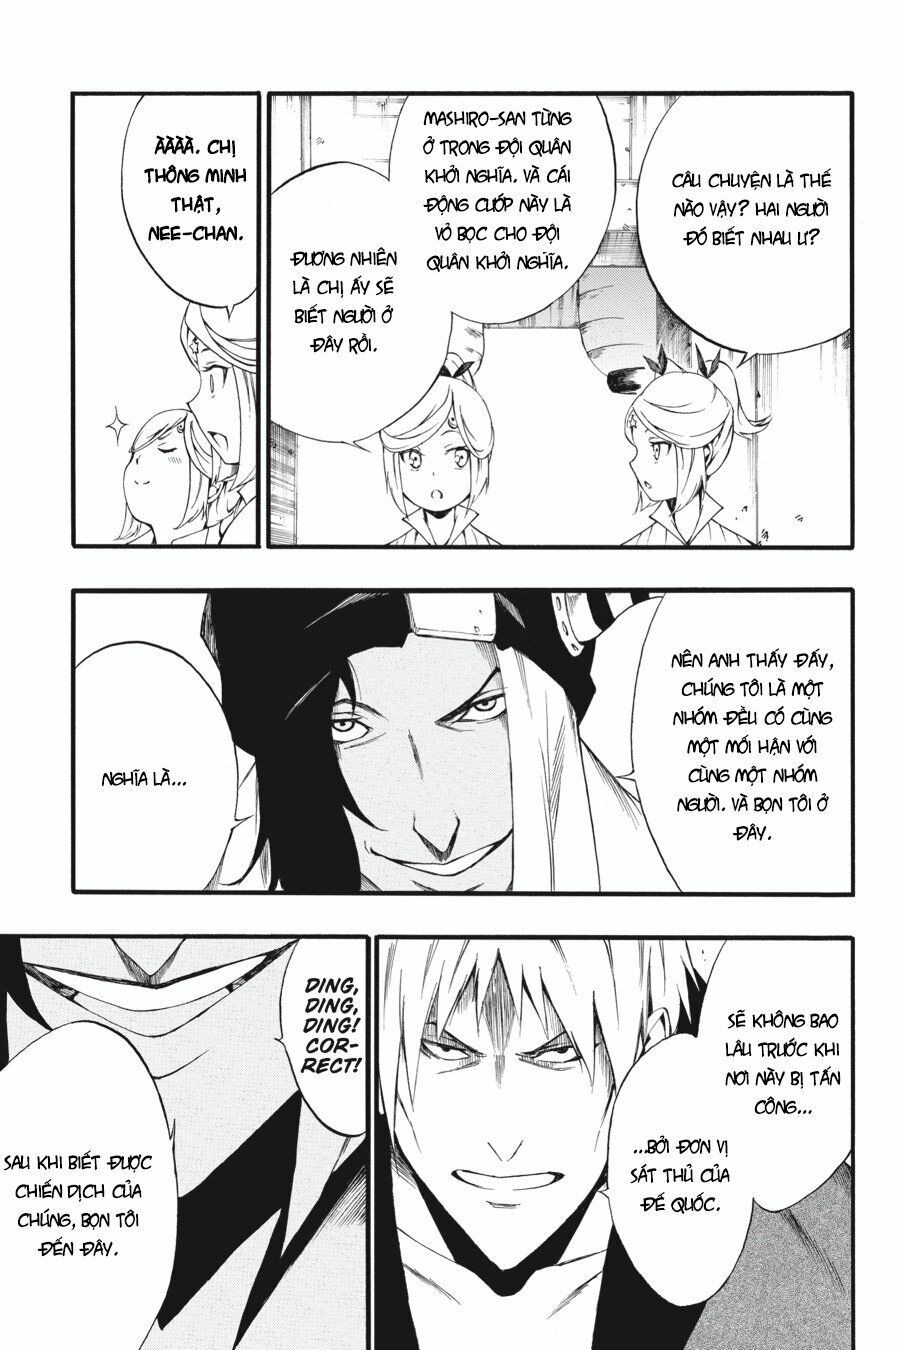 CÂU CHUYỆN LÀ THẾ
NÀO VẬY? HAI NGƯỜI
ĐÓ BIẾT NHAU Ư?
MASHIRO-SAN TỪNG
Ở TRONG ĐỘI QUÂN
KHỞI NGHĨA. VÀ CÁI
ĐỘNG CƯỚP NÀY LÀ
VỎ BỌC CHO ĐỘI
QUÂN KHỞI NGHĨA.
ĐƯƠNG NHIÊN
LÀ CHỊ ẤY SẼ
BIẾT NGƯỜI Ở
ĐÂY RỒI.
ÀÀÀÀ. CHỊ
THÔNG MINH
THẬT,
NEE-CHAN.
NÊN ANH THẤY ĐẤY,
CHÚNG TÔI LÀ MỘT
NHÓM ĐỀU CÓ CÙNG
MỘT MỐI HẬN VỚI
CÙNG MỘT NHÓM
NGƯỜI. VÀ BỌN TÔI Ở
ĐÂY.
NGHĨA LÀ...
SẼ KHÔNG BAO
LÂU TRƯỚC KHI
NƠI NÀY BỊ TẤN
CÔNG...
...BỞI ĐƠN VỊ
SÁT THỦ CỦA
ĐẾ QUỐC.
DING,
DING,
DING!
COR-
RECT!
SAU KHI BIẾT ĐƯỢC
CHIẾN DỊCH CỦA
CHÚNG, BỌN TÔI
ĐẾN ĐÂY.